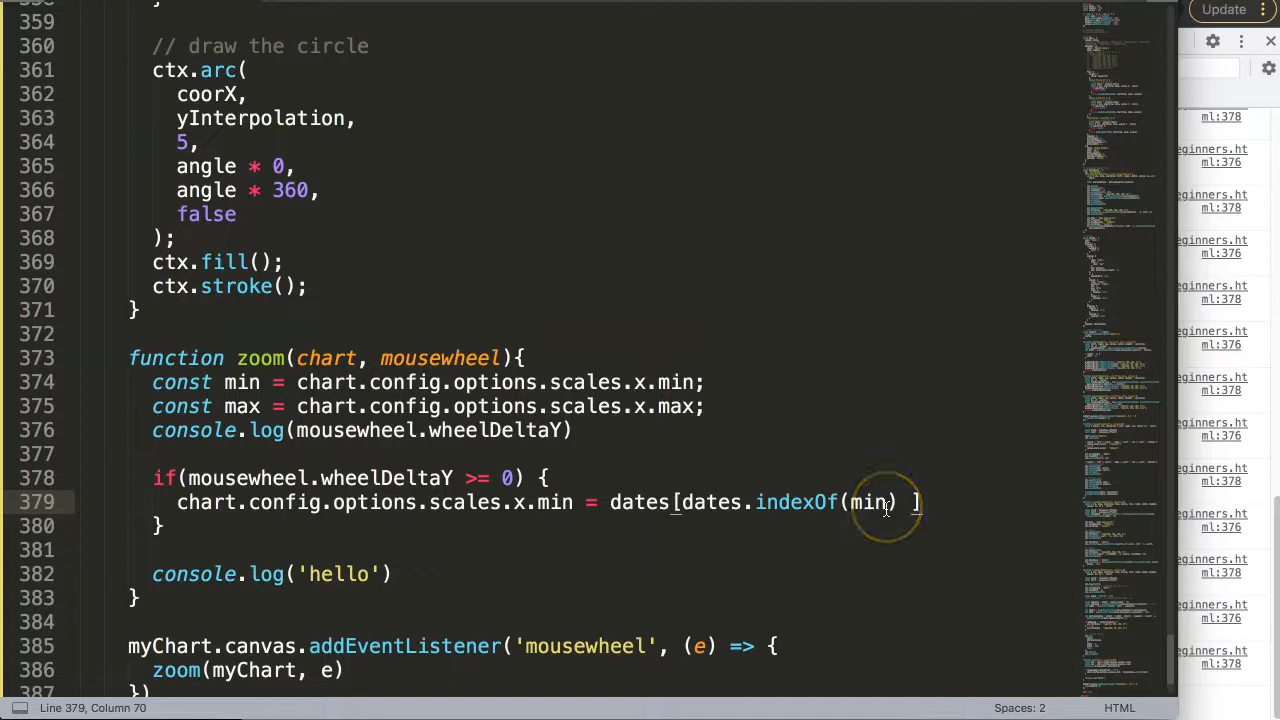 Update
358 }
359
360 // draw the circle
361 ctx.arc(
362 coorX,
363 yInterpolation,
364 5,
365 angle * 0,
366 angle * 360,
367 false
368 );
369 ctx.fill();
370 ctx.stroke();
371 }
372
373 function zoom(chart, mousewheel){
374 const min = chart.config.options.scales.x.min;
375 const max = chart.config.options.scales.x.max;
376 console.log(mousewheel.wheelDeltaY)
377
378 if(mousewheel.wheelDeltaY >= 0) {
379 chart.config.options.scales.x.min = dates[dates.indexOf(min) ]
380 }
381
382 console.log('hello')
383 }
384
385 myChart.canvas.addEventListener('mousewheel', (e) => {
386 zoom(myChart, e)
387 })
ml:378
eginners.ht
ml:376
eginners.ht
ml:378
eginners.ht
ml:376
eginners.ht
ml:378
eginners.ht
ml:376
eginners.ht
ml:378
eginners.ht
ml:376
eginners.ht
ml:378
eginners.ht
ml:376
eginners.ht
ml:378
eginners.ht
ml:376
eginners.ht
ml:378
Line 379, Column 70
Spaces: 2
HTML